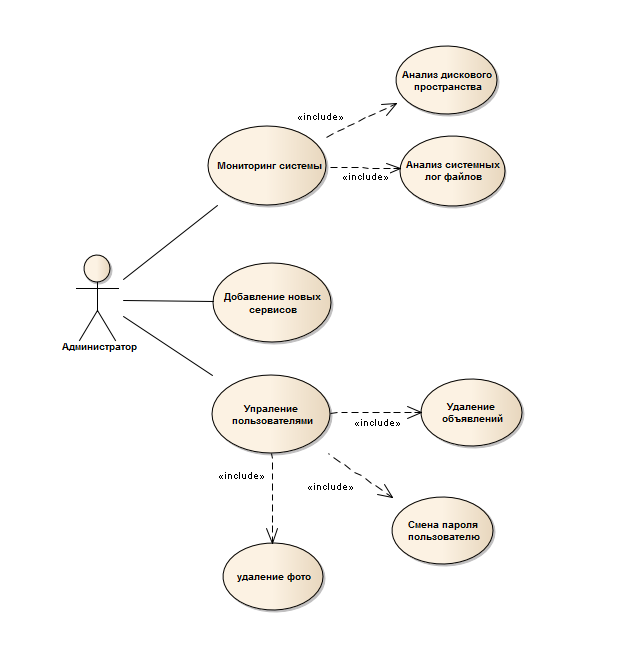 Анализ дискового
пространства
«include»
Мониторинг системы
Анализ системных
лог файлов
«include»
Добавление новых
сервисов
Администратор
Упраление
пользователями
Удаление
объявлений
«include»
«include»
«include»
Смена пароля
пользователю
удаление фото